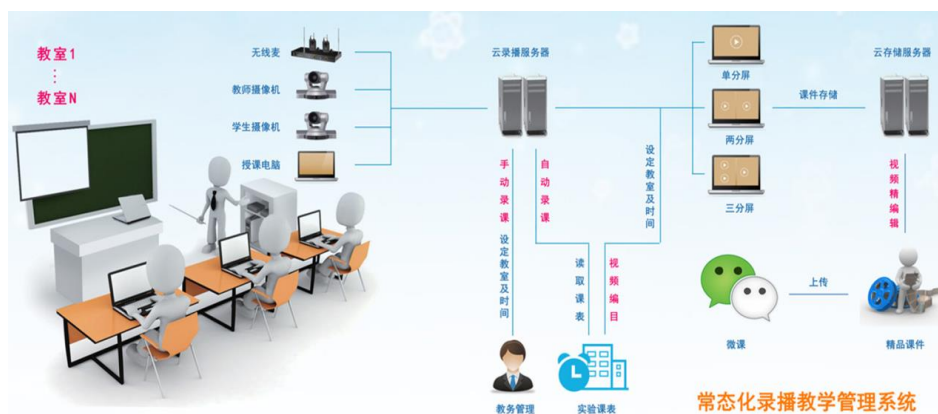 教室1
⋮
教室N
无线麦
教师摄像机
学生摄像机
授课电脑
云录播服务器
手动录课
设定教室及时间
自动录课
读取课表
视频编目
设定教室及时间
教务管理
实验课表
单分屏
两分屏
三分屏
课件存储
云存储服务器
视频精编辑
上传
微课
精品课件
常态化录播教学管理系统